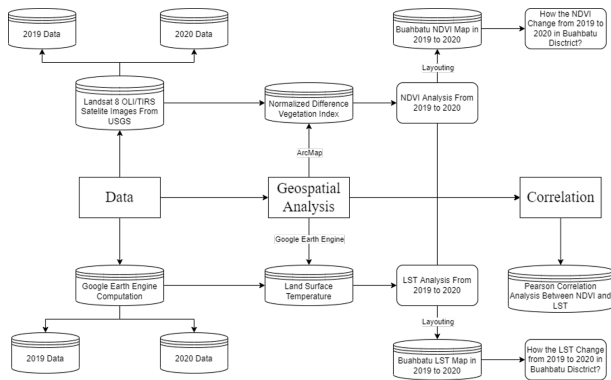 2019 Data
2020 Data
Buahbatu NDVI Map in
2019 to 2020
How the NDVI
Change from 2019 to
2020 in Buahbatu
Disctrict?
Layouting
Landsat 8 OLI/TIRS
Satelite Images From
USGS
Normalized Difference
Vegetation Index
NDVI Analysis From
2019 to 2020
ArcMap
Data
Geospatial
Analysis
Correlation
Google Earth Engine
Google Earth Engine
Computation
Land Surface
Temperature
LST Analysis From
2019 to 2020
Pearson Correlation
Analysis Between NDVI and
LST
Layouting
2019 Data
2020 Data
Buahbatu LST Map in
2019 to 2020
How the LST Change
from 2019 to 2020 in
Buahbatu Disctrict?